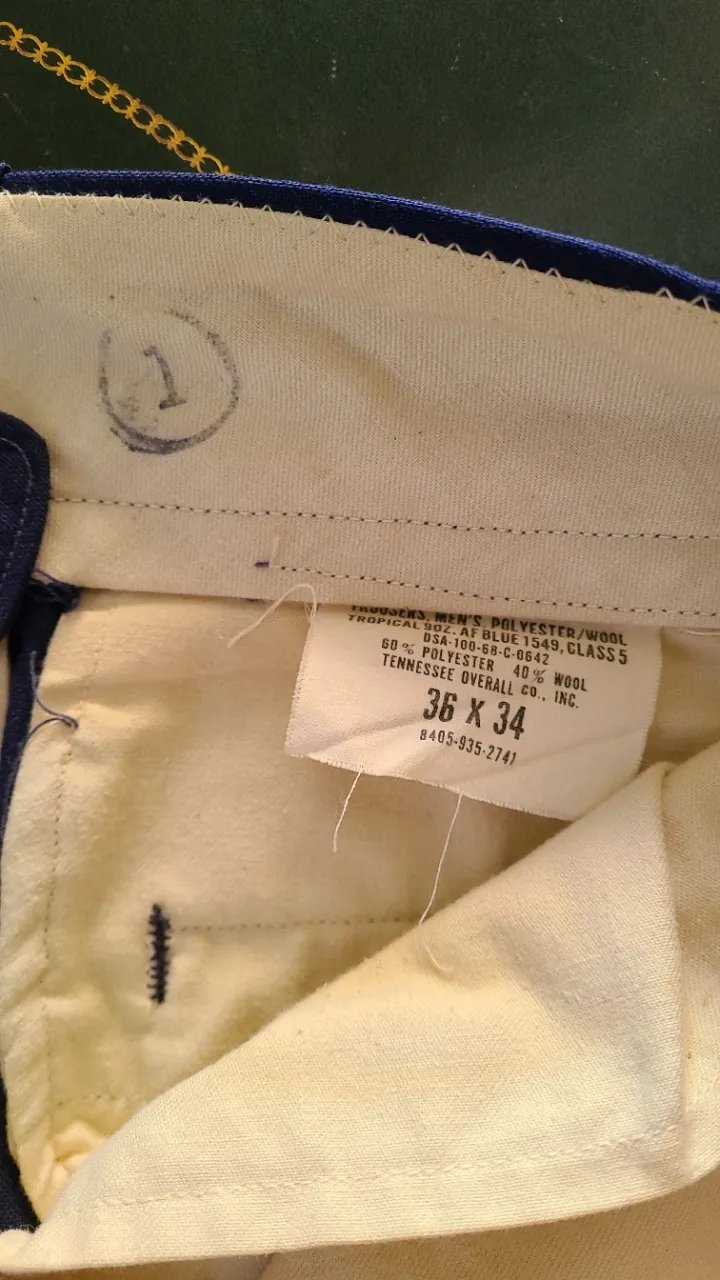 1
TROUSERS, MEN'S, POLYESTER/WOOL
TROPICAL 9OZ. AF BLUE 1549, CLASS 5
DSA-100-68-C-0642
60% POLYESTER 40% WOOL
TENNESSEE OVERALL CO., INC.
36 X 34
8405-935-2741